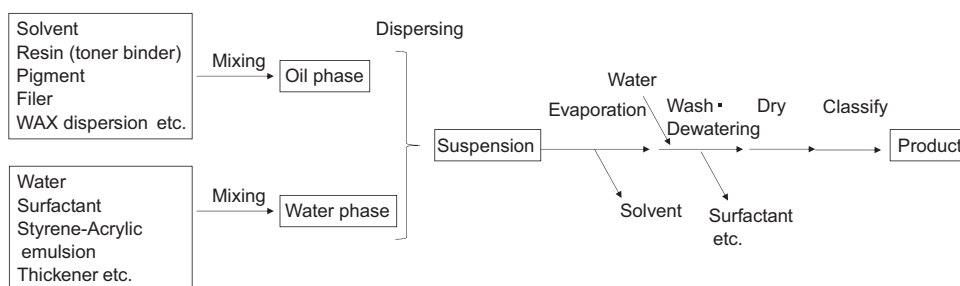 Solvent
Resin (toner binder)
Pigment
Filer
WAX dispersion etc.
Mixing
Oil phase
Water
Surfactant
Styrene-Acrylic
emulsion
Thickener etc.
Mixing
Water phase
Dispersing
Suspension
Evaporation
Solvent
Water
Wash・
Dewatering
Surfactant
etc.
Dry
Classify
Product